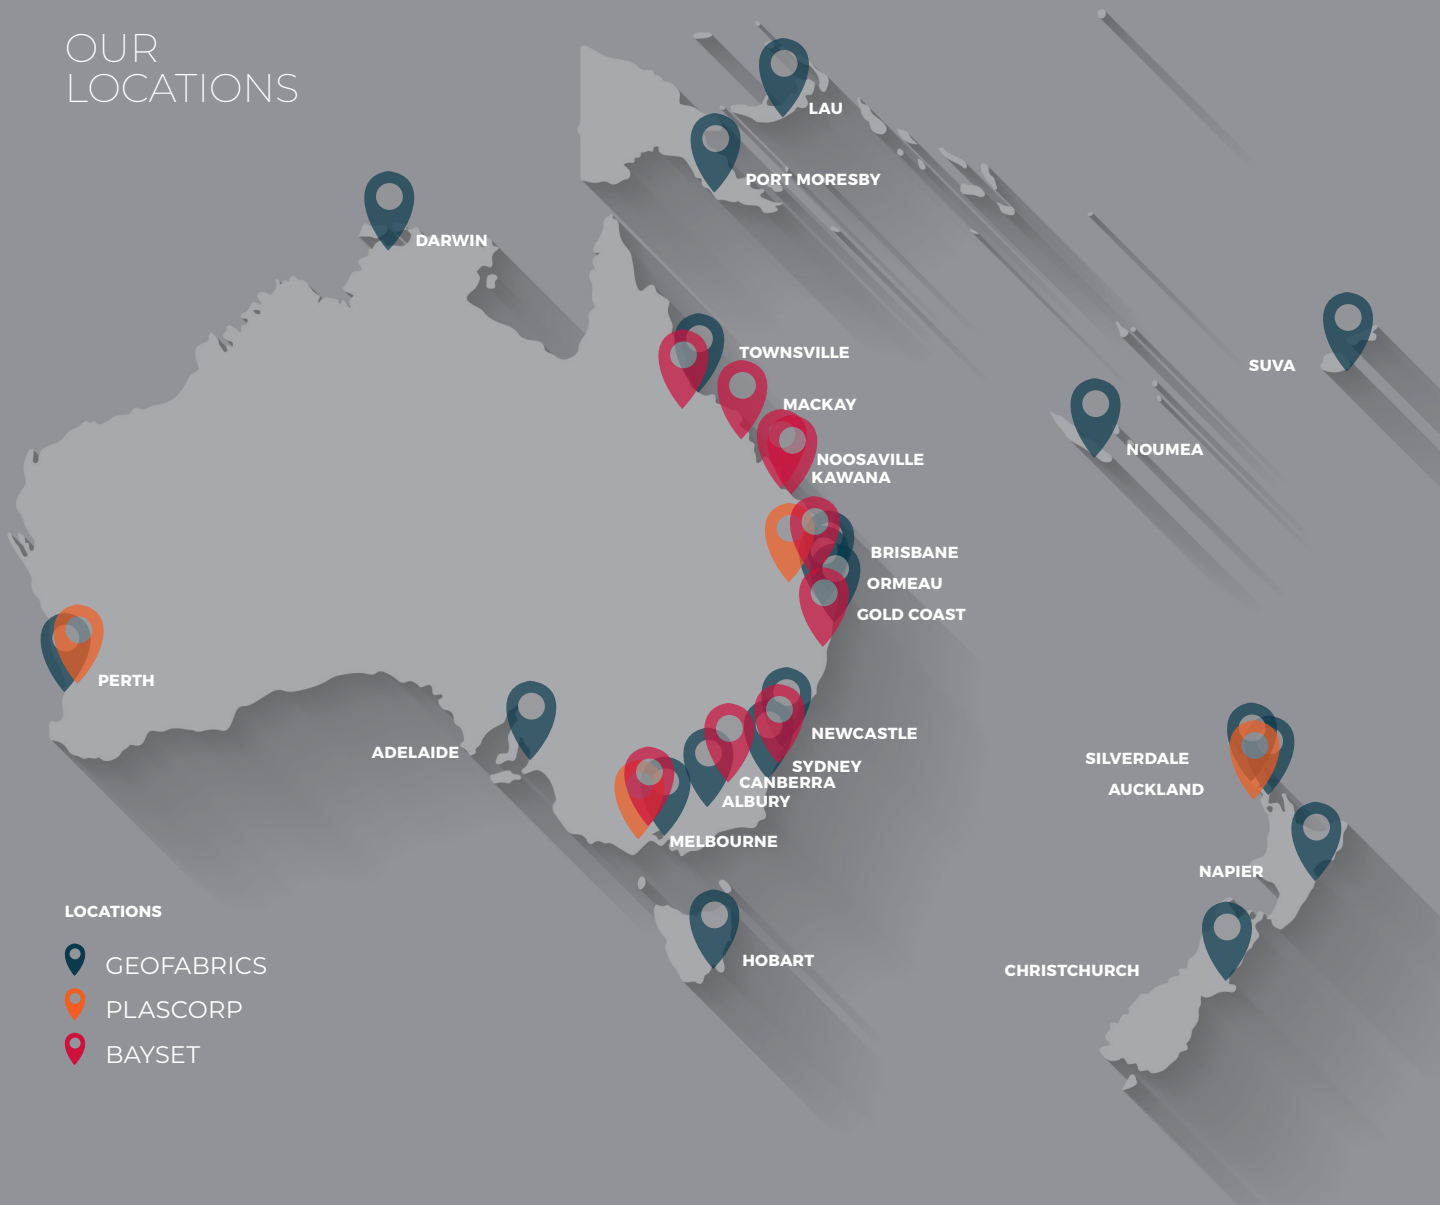 OUR
LOCATIONS
LAU
PORT MORESBY
DARWIN
TOWNSVILLE
SUVA
MACKAY
NOUMEA
NOOSAVILLE
KAWANA
BRISBANE
ORMEAU
GOLD COAST
PERTH
NEWCASTLE
ADELAIDE
SILVERDALE
SYDNEY
CANBERRA
AUCKLAND
ALBURY
MELBOURNE
NAPIER
LOCATIONS
HOBART
GEOFABRICS
CHRISTCHURCH
PLASCORP
BAYSET